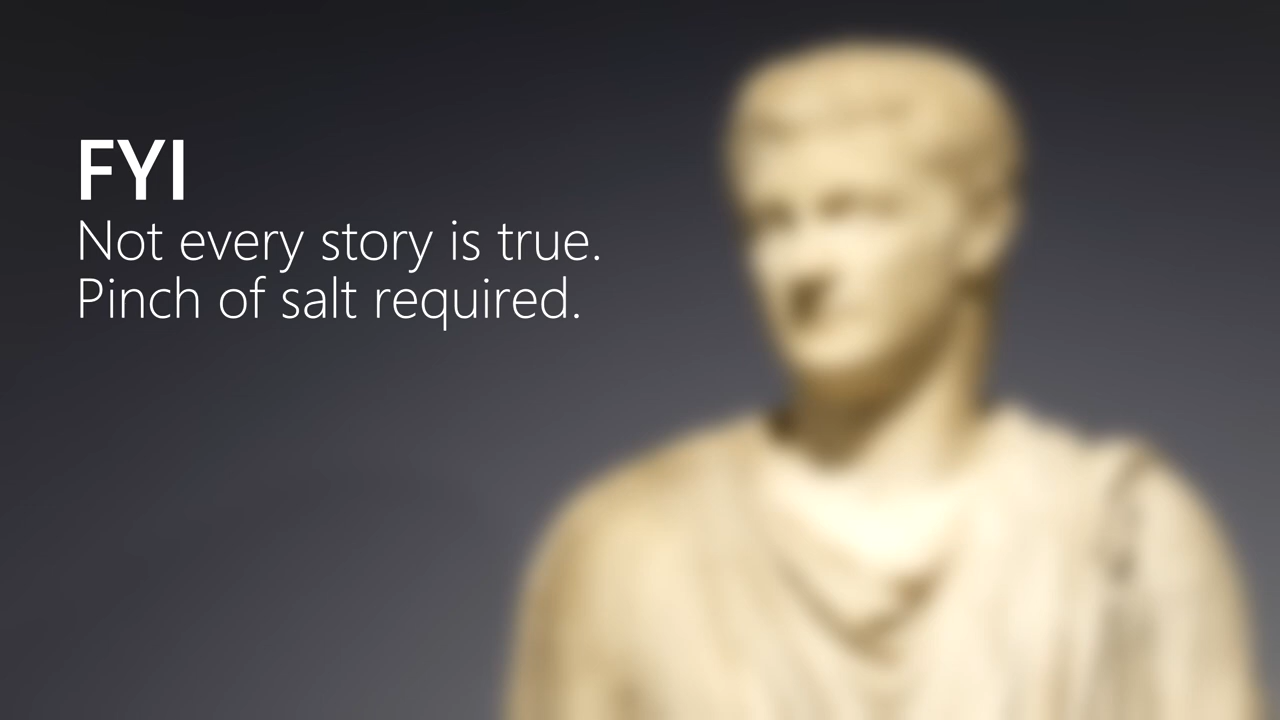 FYI
Not every story is true.
Pinch of salt required.